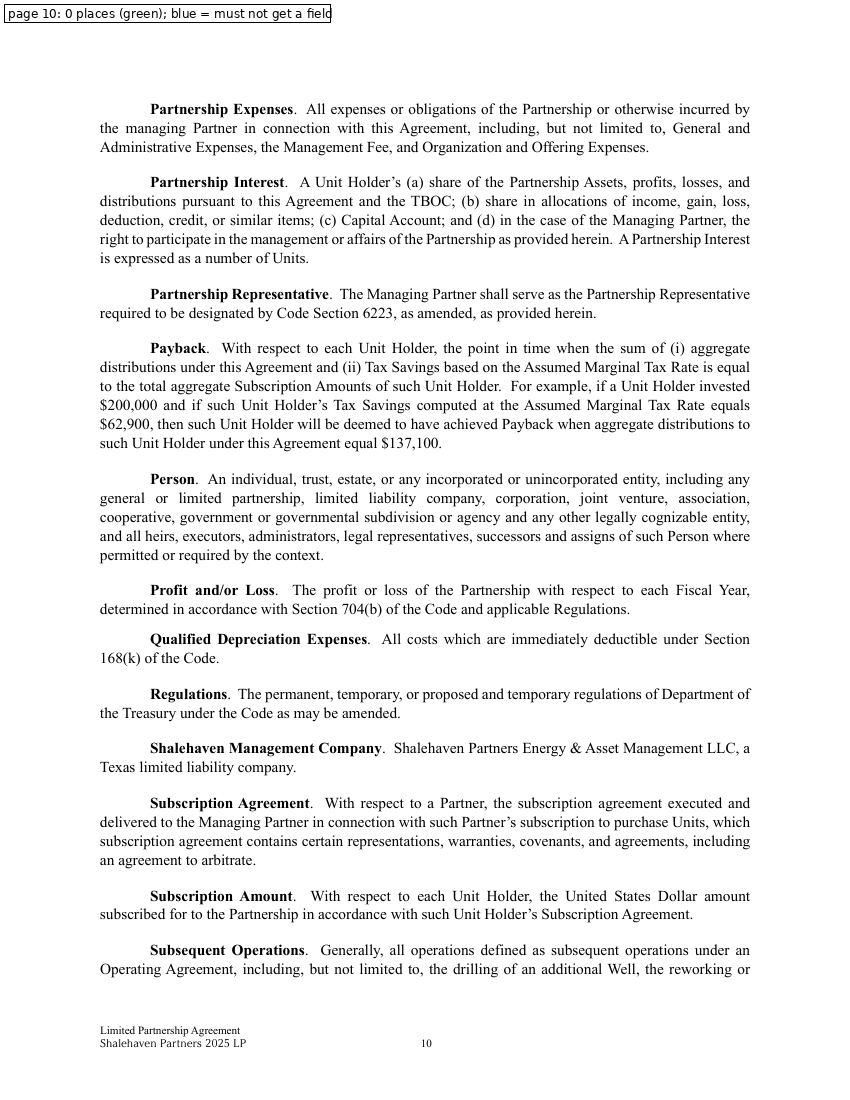 page 10: 0 places (green); blue = must not get a field
Partnership Expenses. All expenses or obligations of the Partnership or otherwise incurred by
the managing Partner in connection with this Agreement, including, but not limited to, General and
Administrative Expenses, the Management Fee, and Organization and Offering Expenses.
Partnership Interest. A Unit Holder’s (a) share of the Partnership Assets, profits, losses, and
distributions pursuant to this Agreement and the TBOC; (b) share in allocations of income, gain, loss,
deduction, credit, or similar items; (c) Capital Account; and (d) in the case of the Managing Partner, the
right to participate in the management or affairs of the Partnership as provided herein. A Partnership Interest
is expressed as a number of Units.
Partnership Representative. The Managing Partner shall serve as the Partnership Representative
required to be designated by Code Section 6223, as amended, as provided herein.
Payback. With respect to each Unit Holder, the point in time when the sum of (i) aggregate
distributions under this Agreement and (ii) Tax Savings based on the Assumed Marginal Tax Rate is equal
to the total aggregate Subscription Amounts of such Unit Holder. For example, if a Unit Holder invested
$200,000 and if such Unit Holder’s Tax Savings computed at the Assumed Marginal Tax Rate equals
$62,900, then such Unit Holder will be deemed to have achieved Payback when aggregate distributions to
such Unit Holder under this Agreement equal $137,100.
Person. An individual, trust, estate, or any incorporated or unincorporated entity, including any
general or limited partnership, limited liability company, corporation, joint venture, association,
cooperative, government or governmental subdivision or agency and any other legally cognizable entity,
and all heirs, executors, administrators, legal representatives, successors and assigns of such Person where
permitted or required by the context.
Profit and/or Loss. The profit or loss of the Partnership with respect to each Fiscal Year,
determined in accordance with Section 704(b) of the Code and applicable Regulations.
Qualified Depreciation Expenses. All costs which are immediately deductible under Section
168(k) of the Code.
Regulations. The permanent, temporary, or proposed and temporary regulations of Department of
the Treasury under the Code as may be amended.
Shalehaven Management Company. Shalehaven Partners Energy & Asset Management LLC, a
Texas limited liability company.
Subscription Agreement. With respect to a Partner, the subscription agreement executed and
delivered to the Managing Partner in connection with such Partner’s subscription to purchase Units, which
subscription agreement contains certain representations, warranties, covenants, and agreements, including
an agreement to arbitrate.
Subscription Amount. With respect to each Unit Holder, the United States Dollar amount
subscribed for to the Partnership in accordance with such Unit Holder’s Subscription Agreement.
Subsequent Operations. Generally, all operations defined as subsequent operations under an
Operating Agreement, including, but not limited to, the drilling of an additional Well, the reworking or
Limited Partnership Agreement
Shalehaven Partners 2025 LP 10